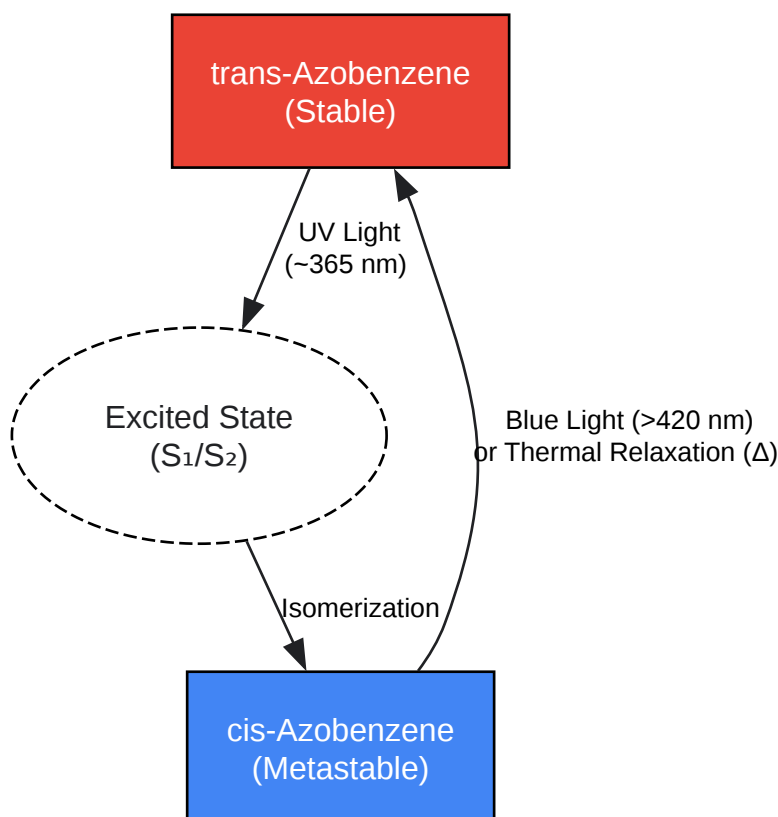 trans-Azobenzene
(Stable)
UV Light
(~365 nm)
Excited State
(S₁/S₂)
Blue Light (>420 nm)
or Thermal Relaxation (Δ)
Isomerization
cis-Azobenzene
(Metastable)